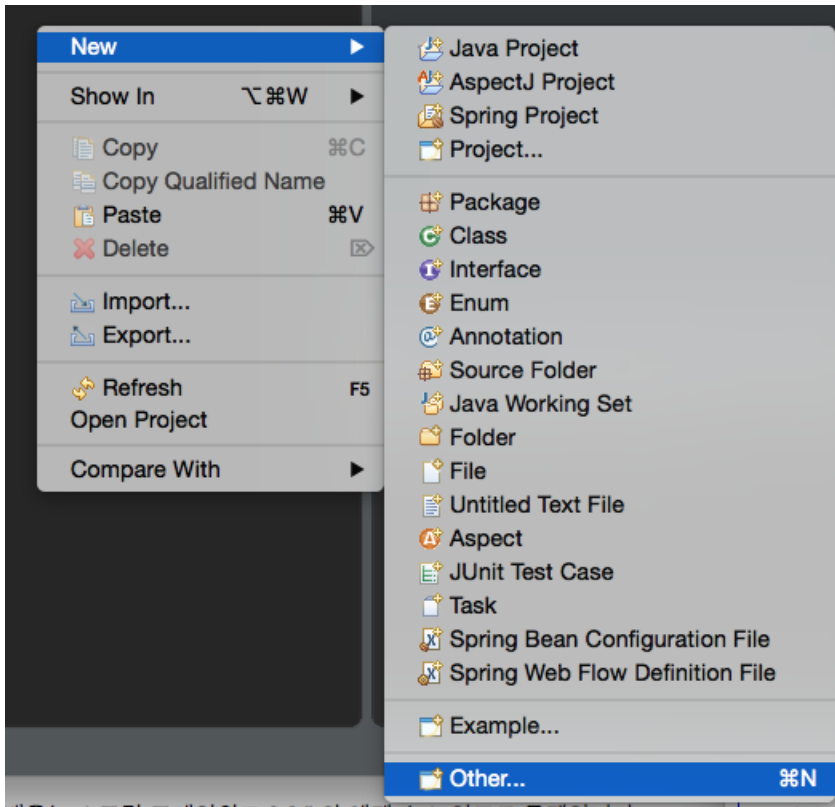 New
Show In ⌥⌘W
Copy ⌘C
Copy Qualified Name
Paste ⌘V
Delete
Import...
Export...
Refresh F5
Open Project
Compare With
Java Project
AspectJ Project
Spring Project
Project...
Package
Class
Interface
Enum
Annotation
Source Folder
Java Working Set
Folder
File
Untitled Text File
Aspect
JUnit Test Case
Task
Spring Bean Configuration File
Spring Web Flow Definition File
Example...
Other... ⌘N